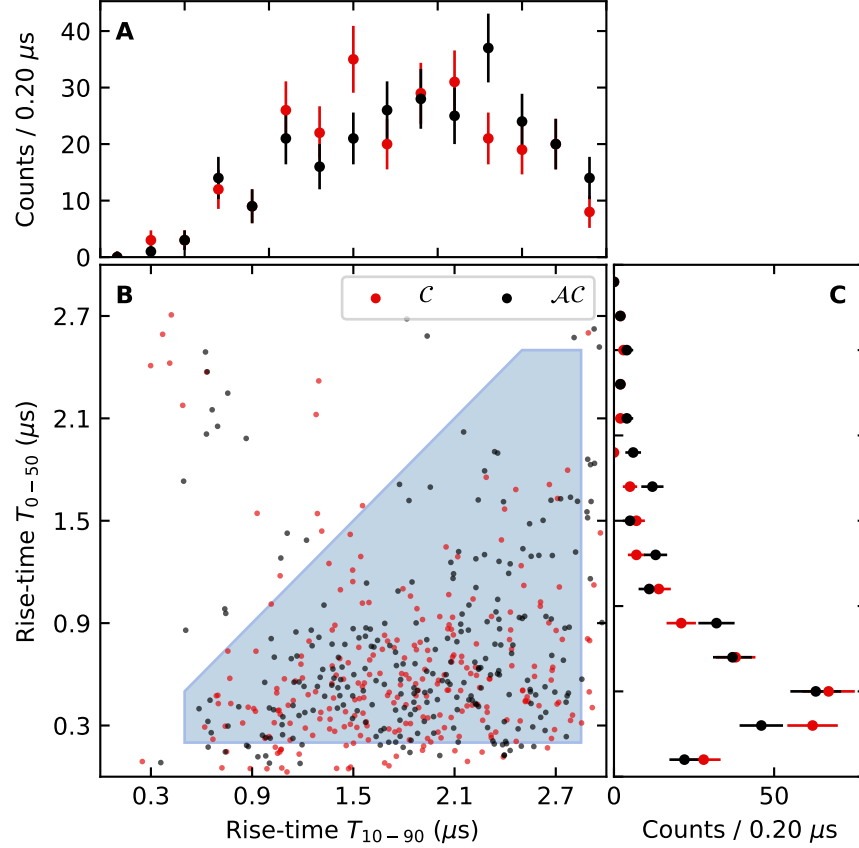 A
Counts / 0.20 μs
40
30
20
10
0
B
C
AC
C
Rise-time T0−50 (μs)
2.7
2.1
1.5
0.9
0.3
0.3 0.9 1.5 2.1 2.7
Rise-time T10−90 (μs)
0 50
Counts / 0.20 μs